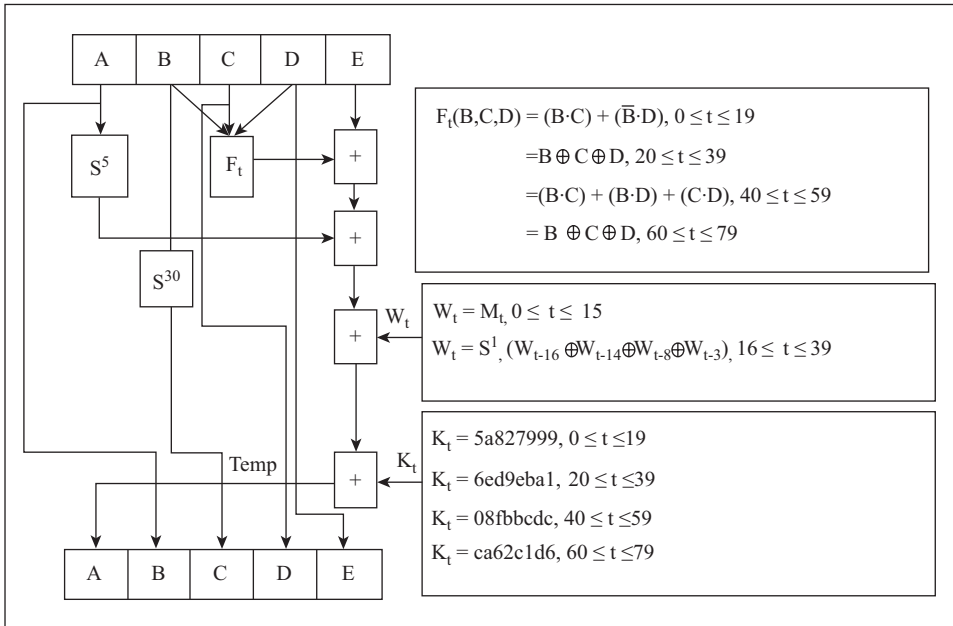 A B C D E
F_t(B,C,D) = (B·C) + (B̅·D), 0 ≤ t ≤ 19
=B ⊕ C ⊕ D, 20 ≤ t ≤ 39
=(B·C) + (B·D) + (C·D), 40 ≤ t ≤ 59
= B ⊕ C ⊕ D, 60 ≤ t ≤ 79
S^5
F_t
+
+
S^30
W_t
+
W_t = M_t, 0 ≤ t ≤ 15
W_t = S^1, (W_t-16 ⊕ W_t-14 ⊕ W_t-8 ⊕ W_t-3), 16 ≤ t ≤ 39
Temp
K_t
+
K_t = 5a827999, 0 ≤ t ≤19
K_t = 6ed9eba1, 20 ≤ t ≤39
K_t = 08fbbcdc, 40 ≤ t ≤59
K_t = ca62c1d6, 60 ≤ t ≤79
A B C D E